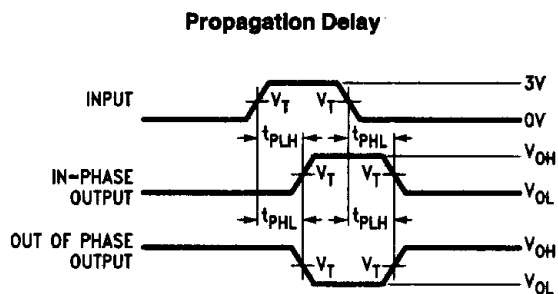 Propagation Delay
INPUT
V_T V_T
3V
0V
t_PLH t_PHL
IN-PHASE
OUTPUT
V_T V_T
V_OH
V_OL
t_PHL t_PLH
OUT OF PHASE
OUTPUT
V_T V_T
V_OH
V_OL